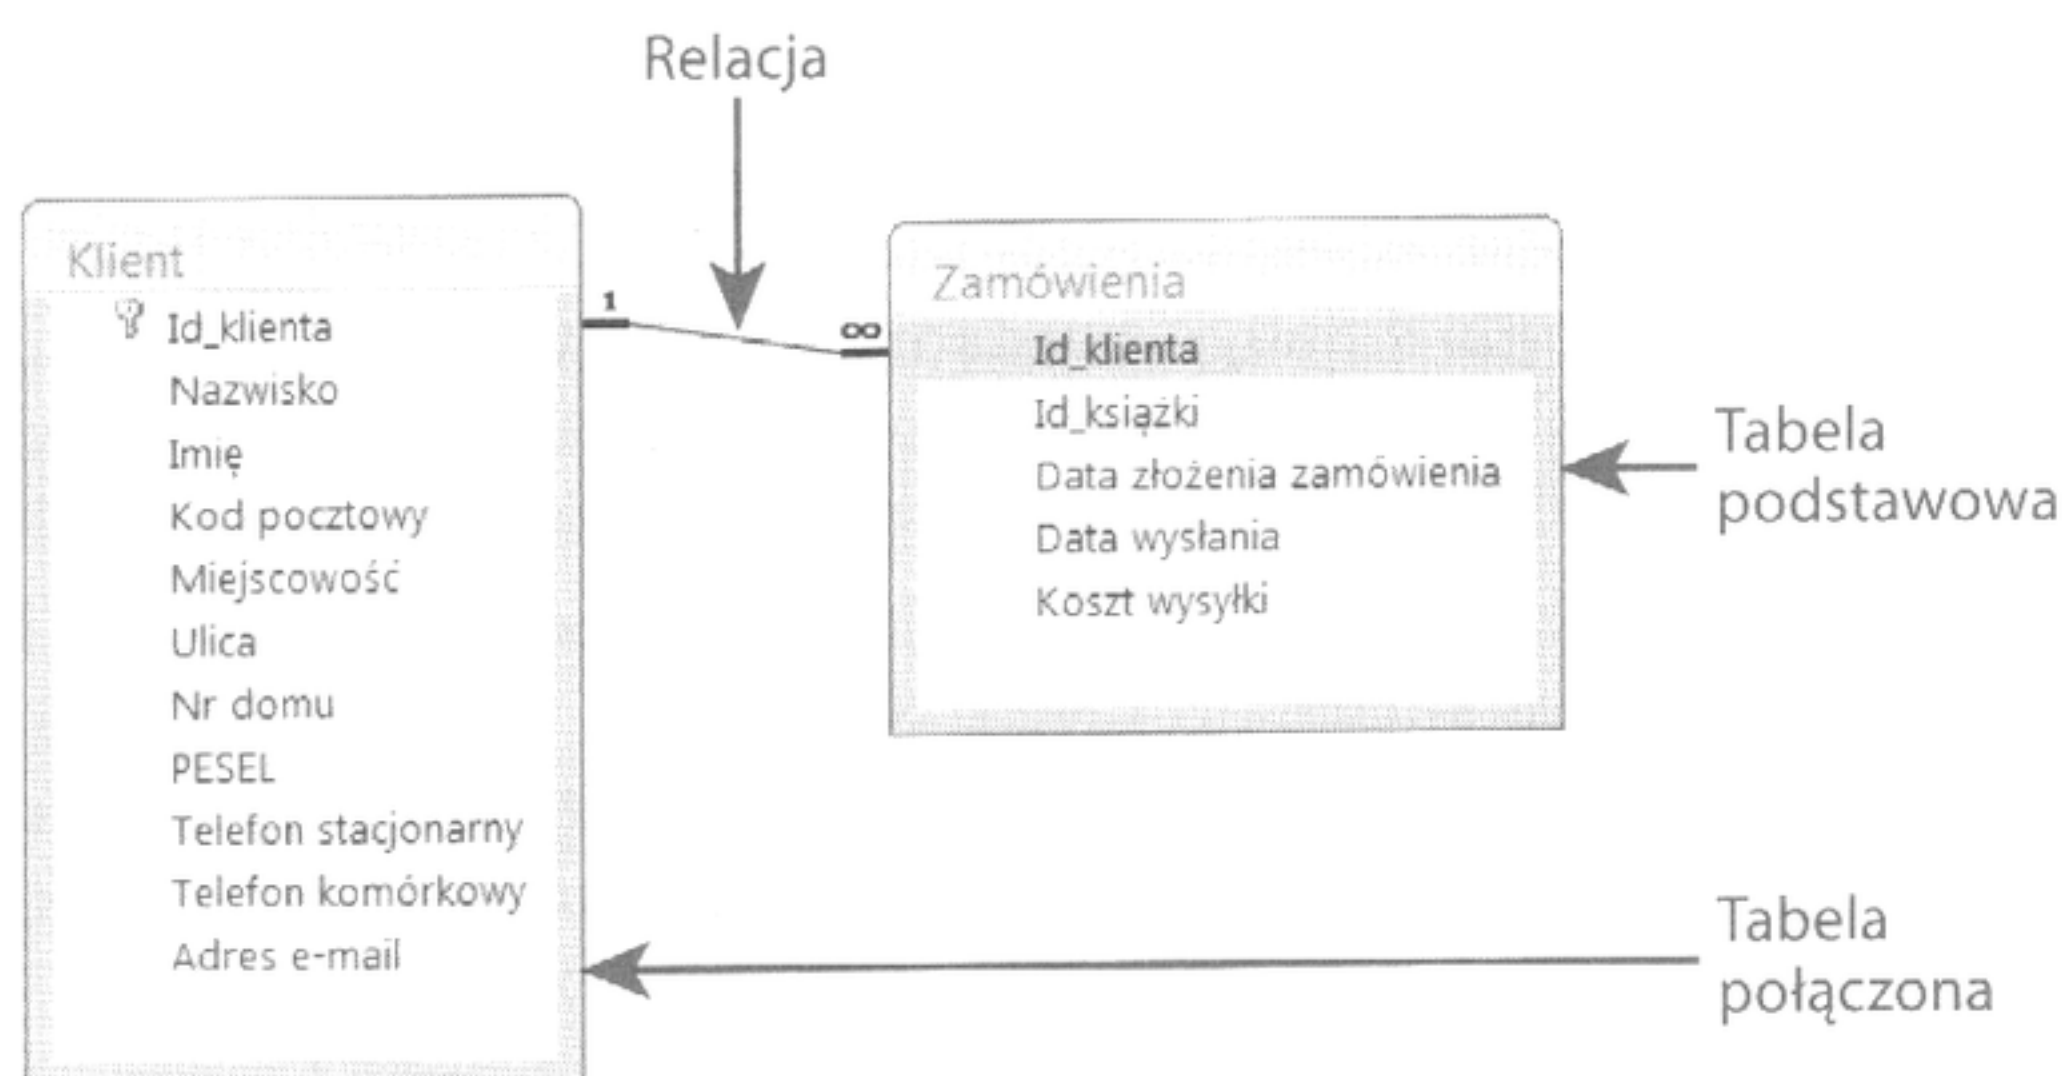 Relacja
Klient
Id_klienta
Nazwisko
Imię
Kod pocztowy
Miejscowość
Ulica
Nr domu
PESEL
Telefon stacjonarny
Telefon komórkowy
Adres e-mail
1
∞
Zamówienia
Id_klienta
Id_książki
Data złożenia zamówienia
Data wysłania
Koszt wysyłki
Tabela
podstawowa
Tabela
połączona